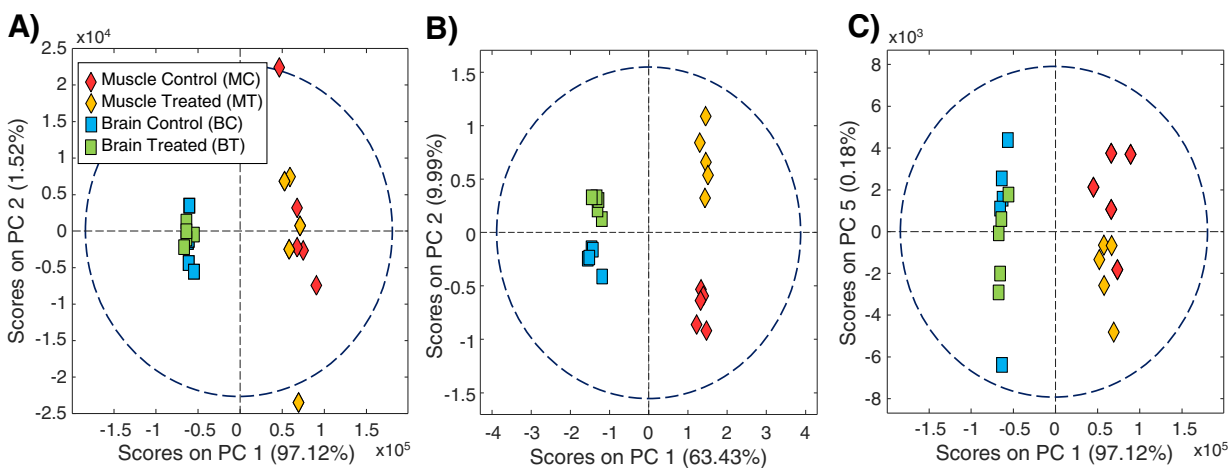 A)
2.5
x 10⁴
2
1.5
1
0.5
0
-0.5
-1
-1.5
-2
-2.5
Scores on PC 2 (1.52%)
Muscle Control (MC)
Muscle Treated (MT)
Brain Control (BC)
Brain Treated (BT)
-1.5 -1 -0.5 0 0.5 1 1.5
x10⁵
Scores on PC 1 (97.12%)
B)
1.5
1
0.5
0
-0.5
-1
-1.5
Scores on PC 2 (9.99%)
-4 -3 -2 -1 0 1 2 3 4
Scores on PC 1 (63.43%)
C)
x10³
8
6
4
2
0
-2
-4
-6
-8
Scores on PC 5 (0.18%)
-1.5 -1 -0.5 0 0.5 1 1.5
x10⁵
Scores on PC 1 (97.12%)